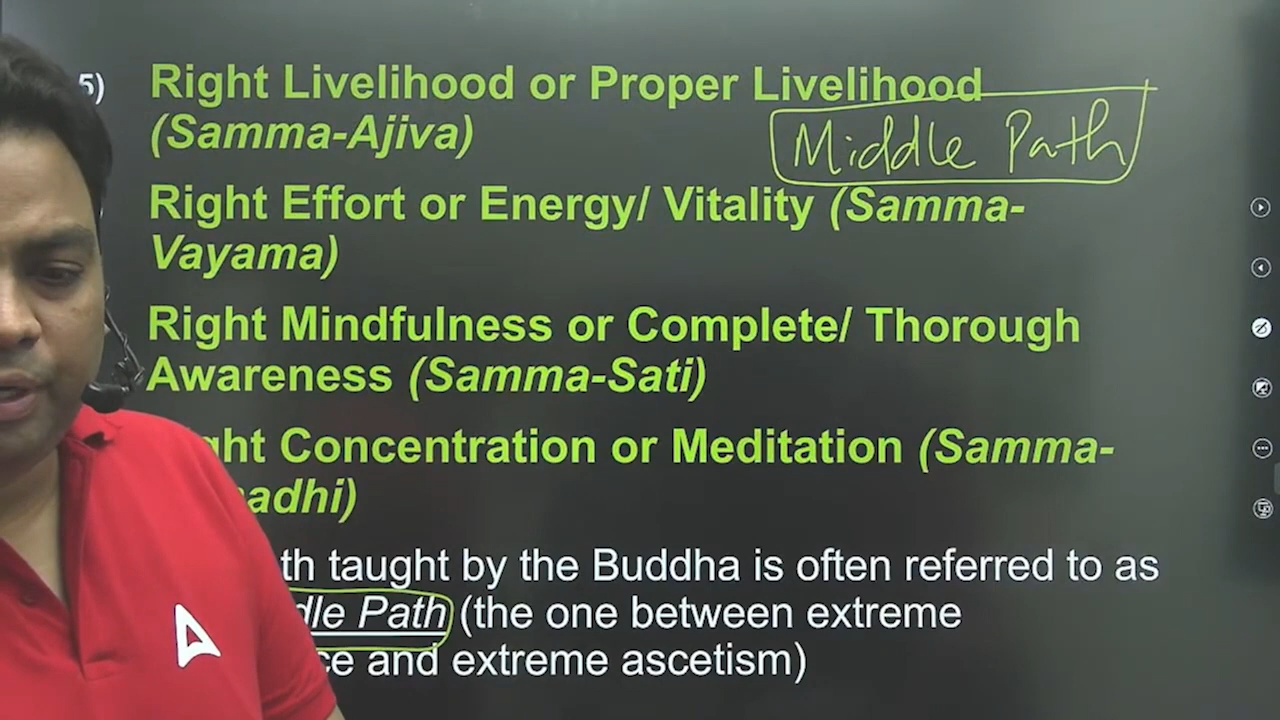 5) Right Livelihood or Proper Livelihood
(Samma-Ajiva)
Middle Path
Right Effort or Energy/ Vitality (Samma-
Vayama)
Right Mindfulness or Complete/ Thorough
Awareness (Samma-Sati)
Concentration or Meditation (Samma-
taught by the Buddha is often referred to as
Path (the one between extreme
and extreme ascetism)